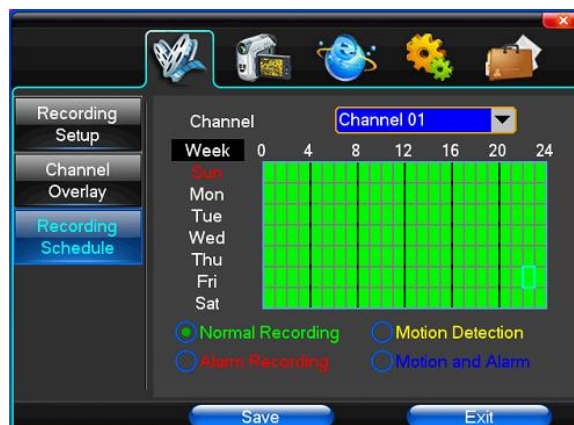 Recording
Setup
Channel
Overlay
Recording
Schedule
Channel
Channel 01
Week 0 4 8 12 16 20 24
Sun
Mon
Tue
Wed
Thu
Fri
Sat
Normal Recording
Motion Detection
Alarm Recording
Motion and Alarm
Save
Exit